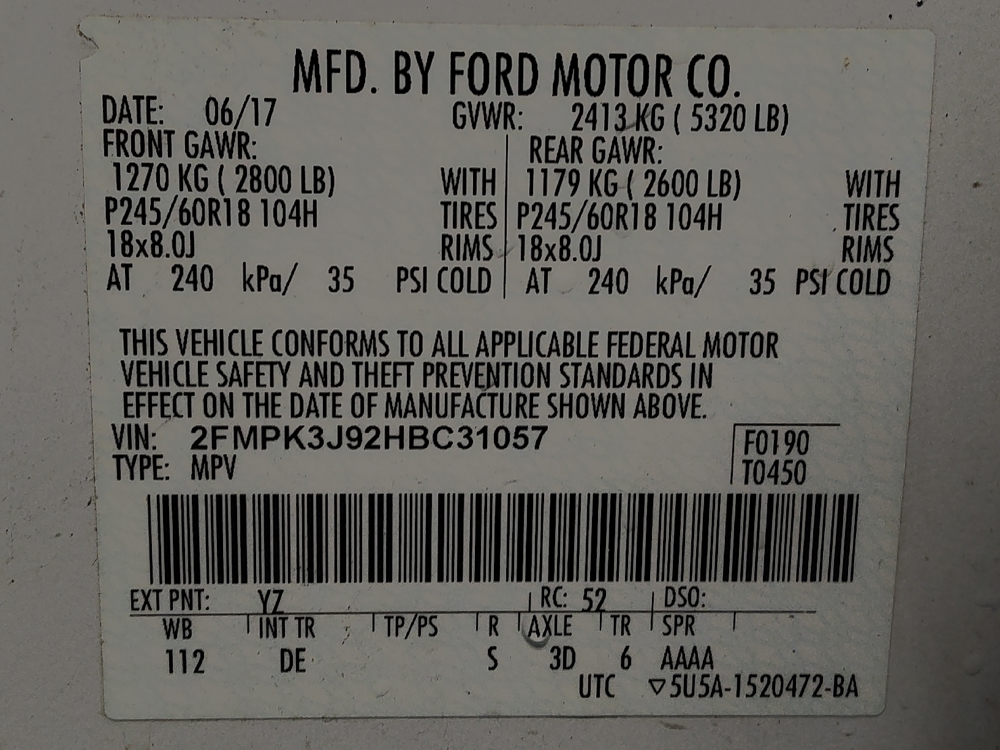 MFD. BY FORD MOTOR CO.
DATE: 06/17 GVWR: 2413 KG ( 5320 LB)
FRONT GAWR: REAR GAWR:
1270 KG ( 2800 LB) WITH 1179 KG ( 2600 LB) WITH
P245/60R18 104H TIRES P245/60R18 104H TIRES
18x8.0J RIMS 18x8.0J RIMS
AT 240 kPa/ 35 PSI COLD AT 240 kPa/ 35 PSI COLD
THIS VEHICLE CONFORMS TO ALL APPLICABLE FEDERAL MOTOR
VEHICLE SAFETY AND THEFT PREVENTION STANDARDS IN
EFFECT ON THE DATE OF MANUFACTURE SHOWN ABOVE.
VIN: 2FMPK3J92HBC31057 F0190
TYPE: MPV T0450
EXT PNT: YZ RC: 52 DSO:
WB INT TR TP/PS R AXLE TR SPR
112 DE S 3D 6 AAAA
UTC ▽5U5A-1520472-BA